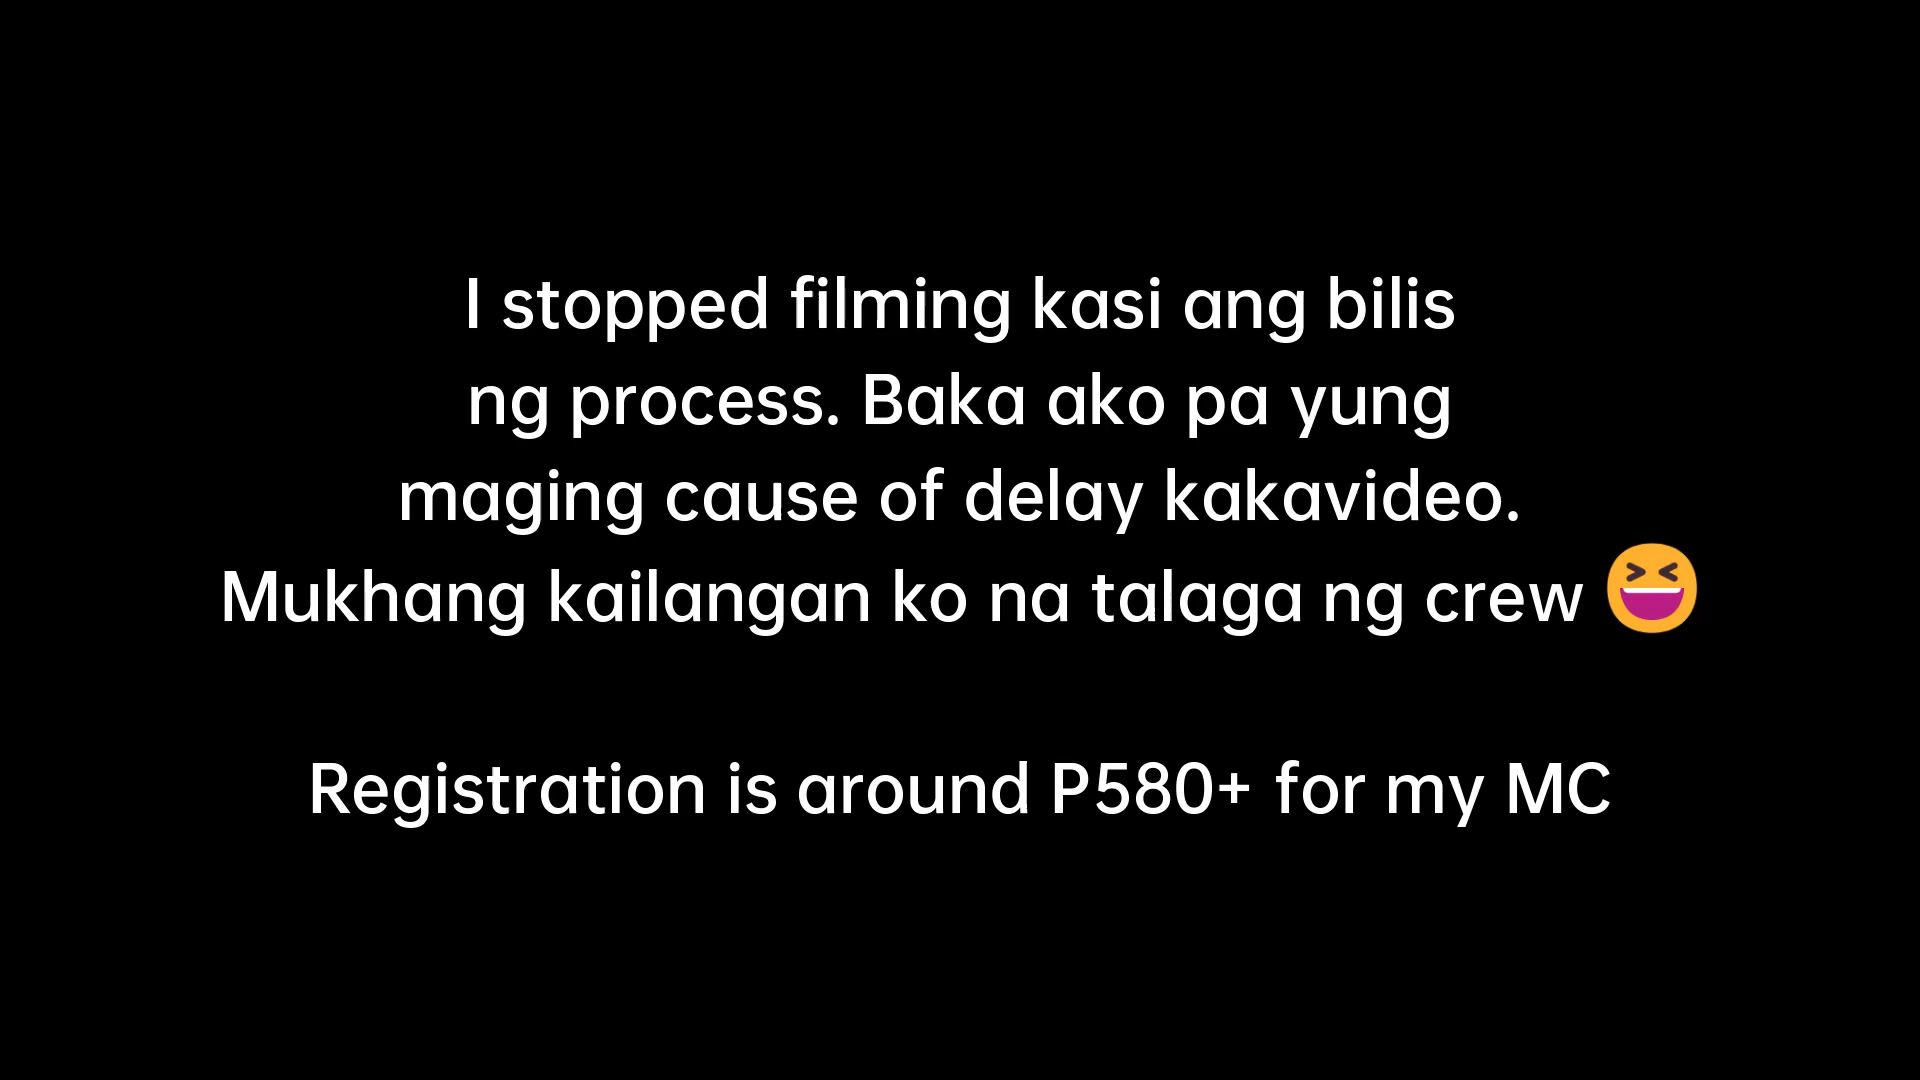 I stopped filming kasi ang bilis
ng process. Baka ako pa yung
maging cause of delay kakavideo.
Mukhang kailangan ko na talaga ng crew 😆
Registration is around P580+ for my MC